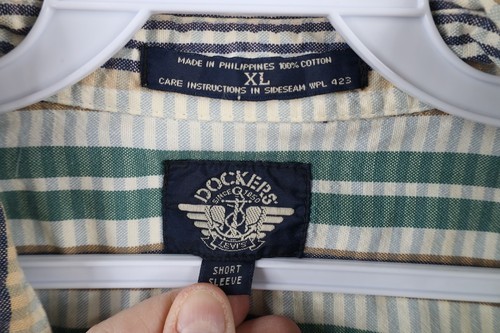 MADE IN PHILIPPINES 100% COTTON
XL
CARE INSTRUCTIONS IN SIDESEAM WPL 423
DOCKERS
SINCE 1850
LEVI'S
SHORT
SLEEVE